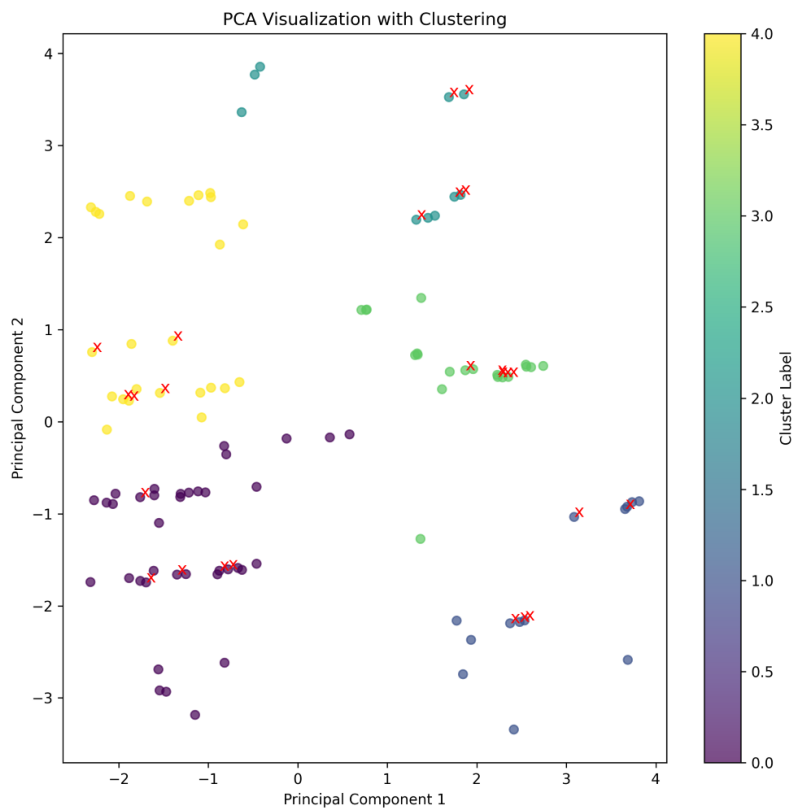 PCA Visualization with Clustering
4
3
2
1
0
−1
−2
−3
Principal Component 2
−2 −1 0 1 2 3 4
Principal Component 1
X X
X X
X
X
X
X X
X
X X X X X
X
X
X X
X
X X
X X X
X
4.0
3.5
3.0
2.5
2.0
1.5
1.0
0.5
0.0
Cluster Label